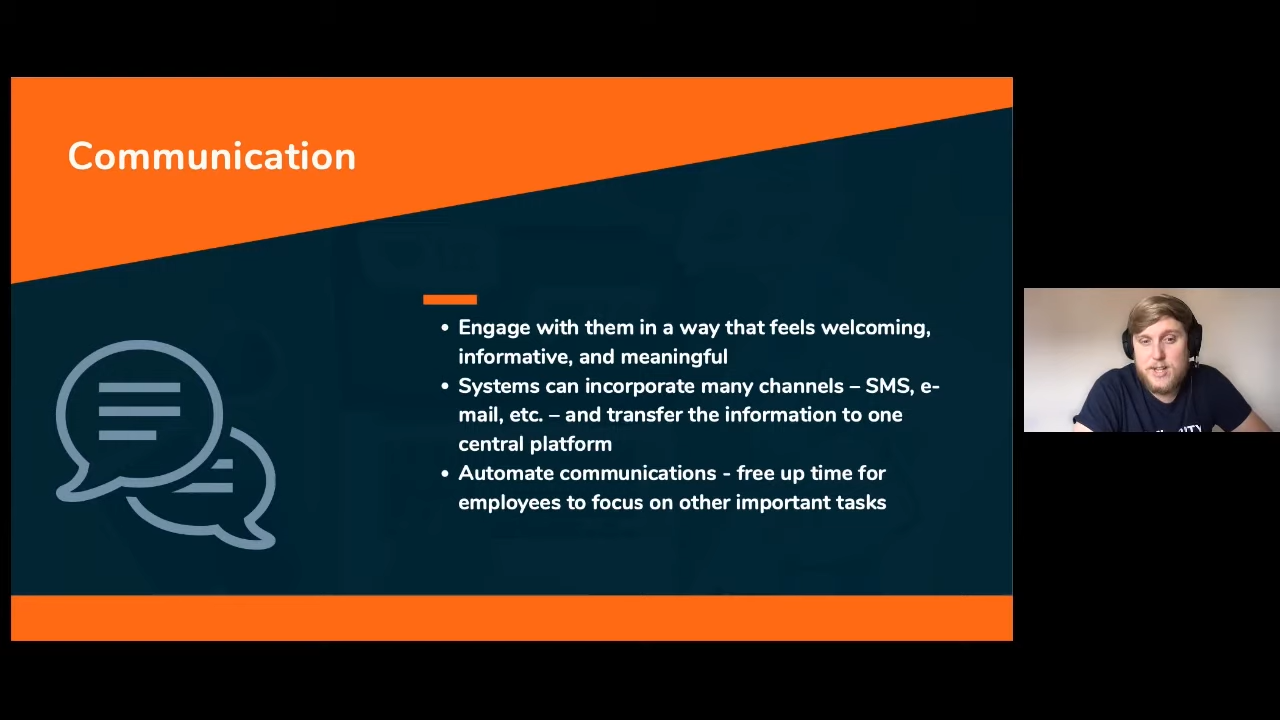 Communication
• Engage with them in a way that feels welcoming,
informative, and meaningful
• Systems can incorporate many channels – SMS, e-
mail, etc. – and transfer the information to one
central platform
• Automate communications - free up time for
employees to focus on other important tasks